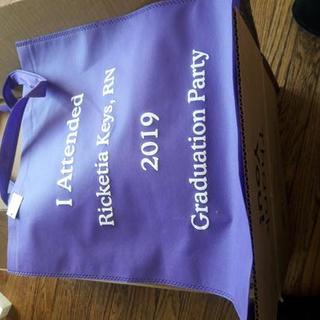 I Attended
Ricketia Keys, RN
2019
Graduation Party